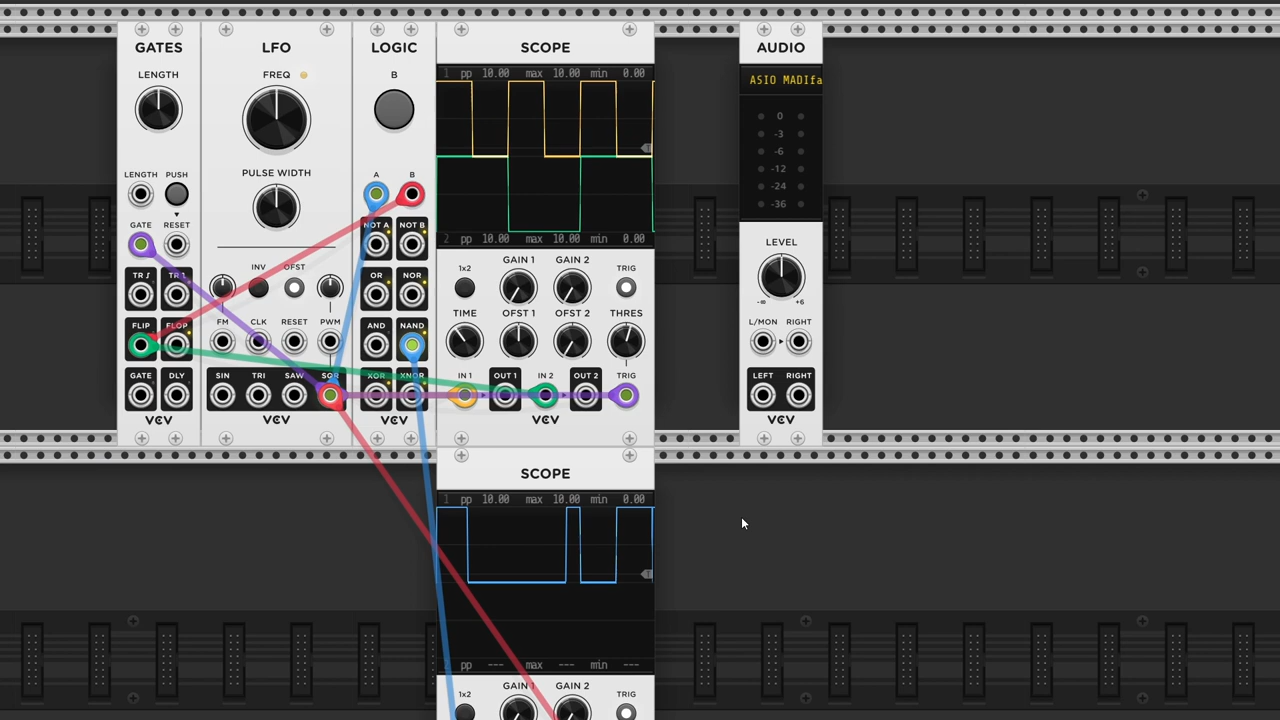 GATES
LENGTH
LENGTH PUSH
GATE RESET
TR
TR
FLIP FLOP
GATE DLY
VCV
LFO
FREQ
PULSE WIDTH
INV OFST
FM CLK RESET PWM
SIN TRI SAW SQR
VCV
LOGIC
B
A B
NOT A NOT B
OR NOR
AND NAND
XOR XNOR
VCV
SCOPE
1 pp 10.00 max 10.00 min 0.00
2 pp 10.00 max 10.00 min 0.00
1x2 GAIN 1 GAIN 2 TRIG
TIME OFST 1 OFST 2 THRES
IN 1 OUT 1 IN 2 OUT 2 TRIG
VCV
AUDIO
ASIO MADIfa
0
-3
-6
-12
-24
-36
LEVEL
-∞ +6
L/MON RIGHT
LEFT RIGHT
VCV
SCOPE
1 pp 10.00 max 10.00 min 0.00
pp --- max --- min ---
1x2 GAIN 1 GAIN 2 TRIG